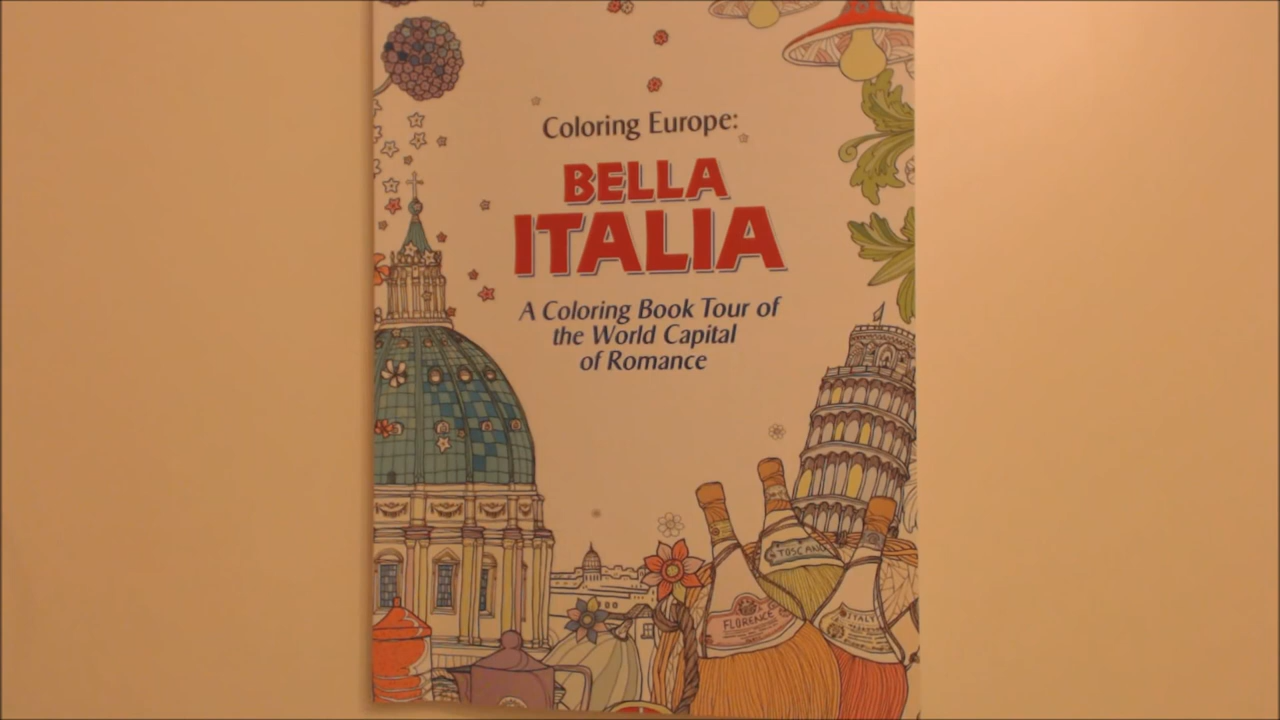 Coloring Europe:
BELLA
ITALIA
A Coloring Book Tour of
the World Capital
of Romance
TOSCANA
FLORENCE
ITALY